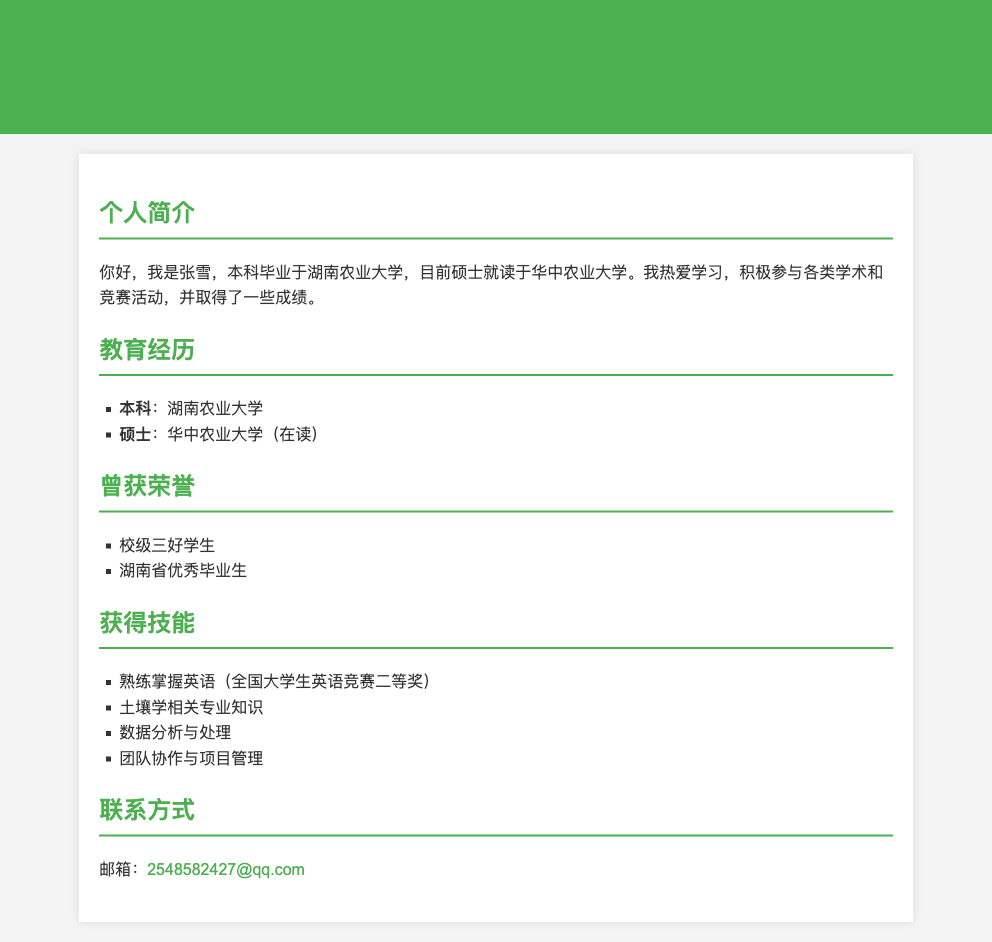 个人简介
你好，我是张雪，本科毕业于湖南农业大学，目前硕士就读于华中农业大学。我热爱学习，积极参与各类学术和
竞赛活动，并取得了一些成绩。
教育经历
本科：湖南农业大学
硕士：华中农业大学（在读）
曾获荣誉
校级三好学生
湖南省优秀毕业生
获得技能
熟练掌握英语（全国大学生英语竞赛二等奖）
土壤学相关专业知识
数据分析与处理
团队协作与项目管理
联系方式
邮箱：2548582427@qq.com